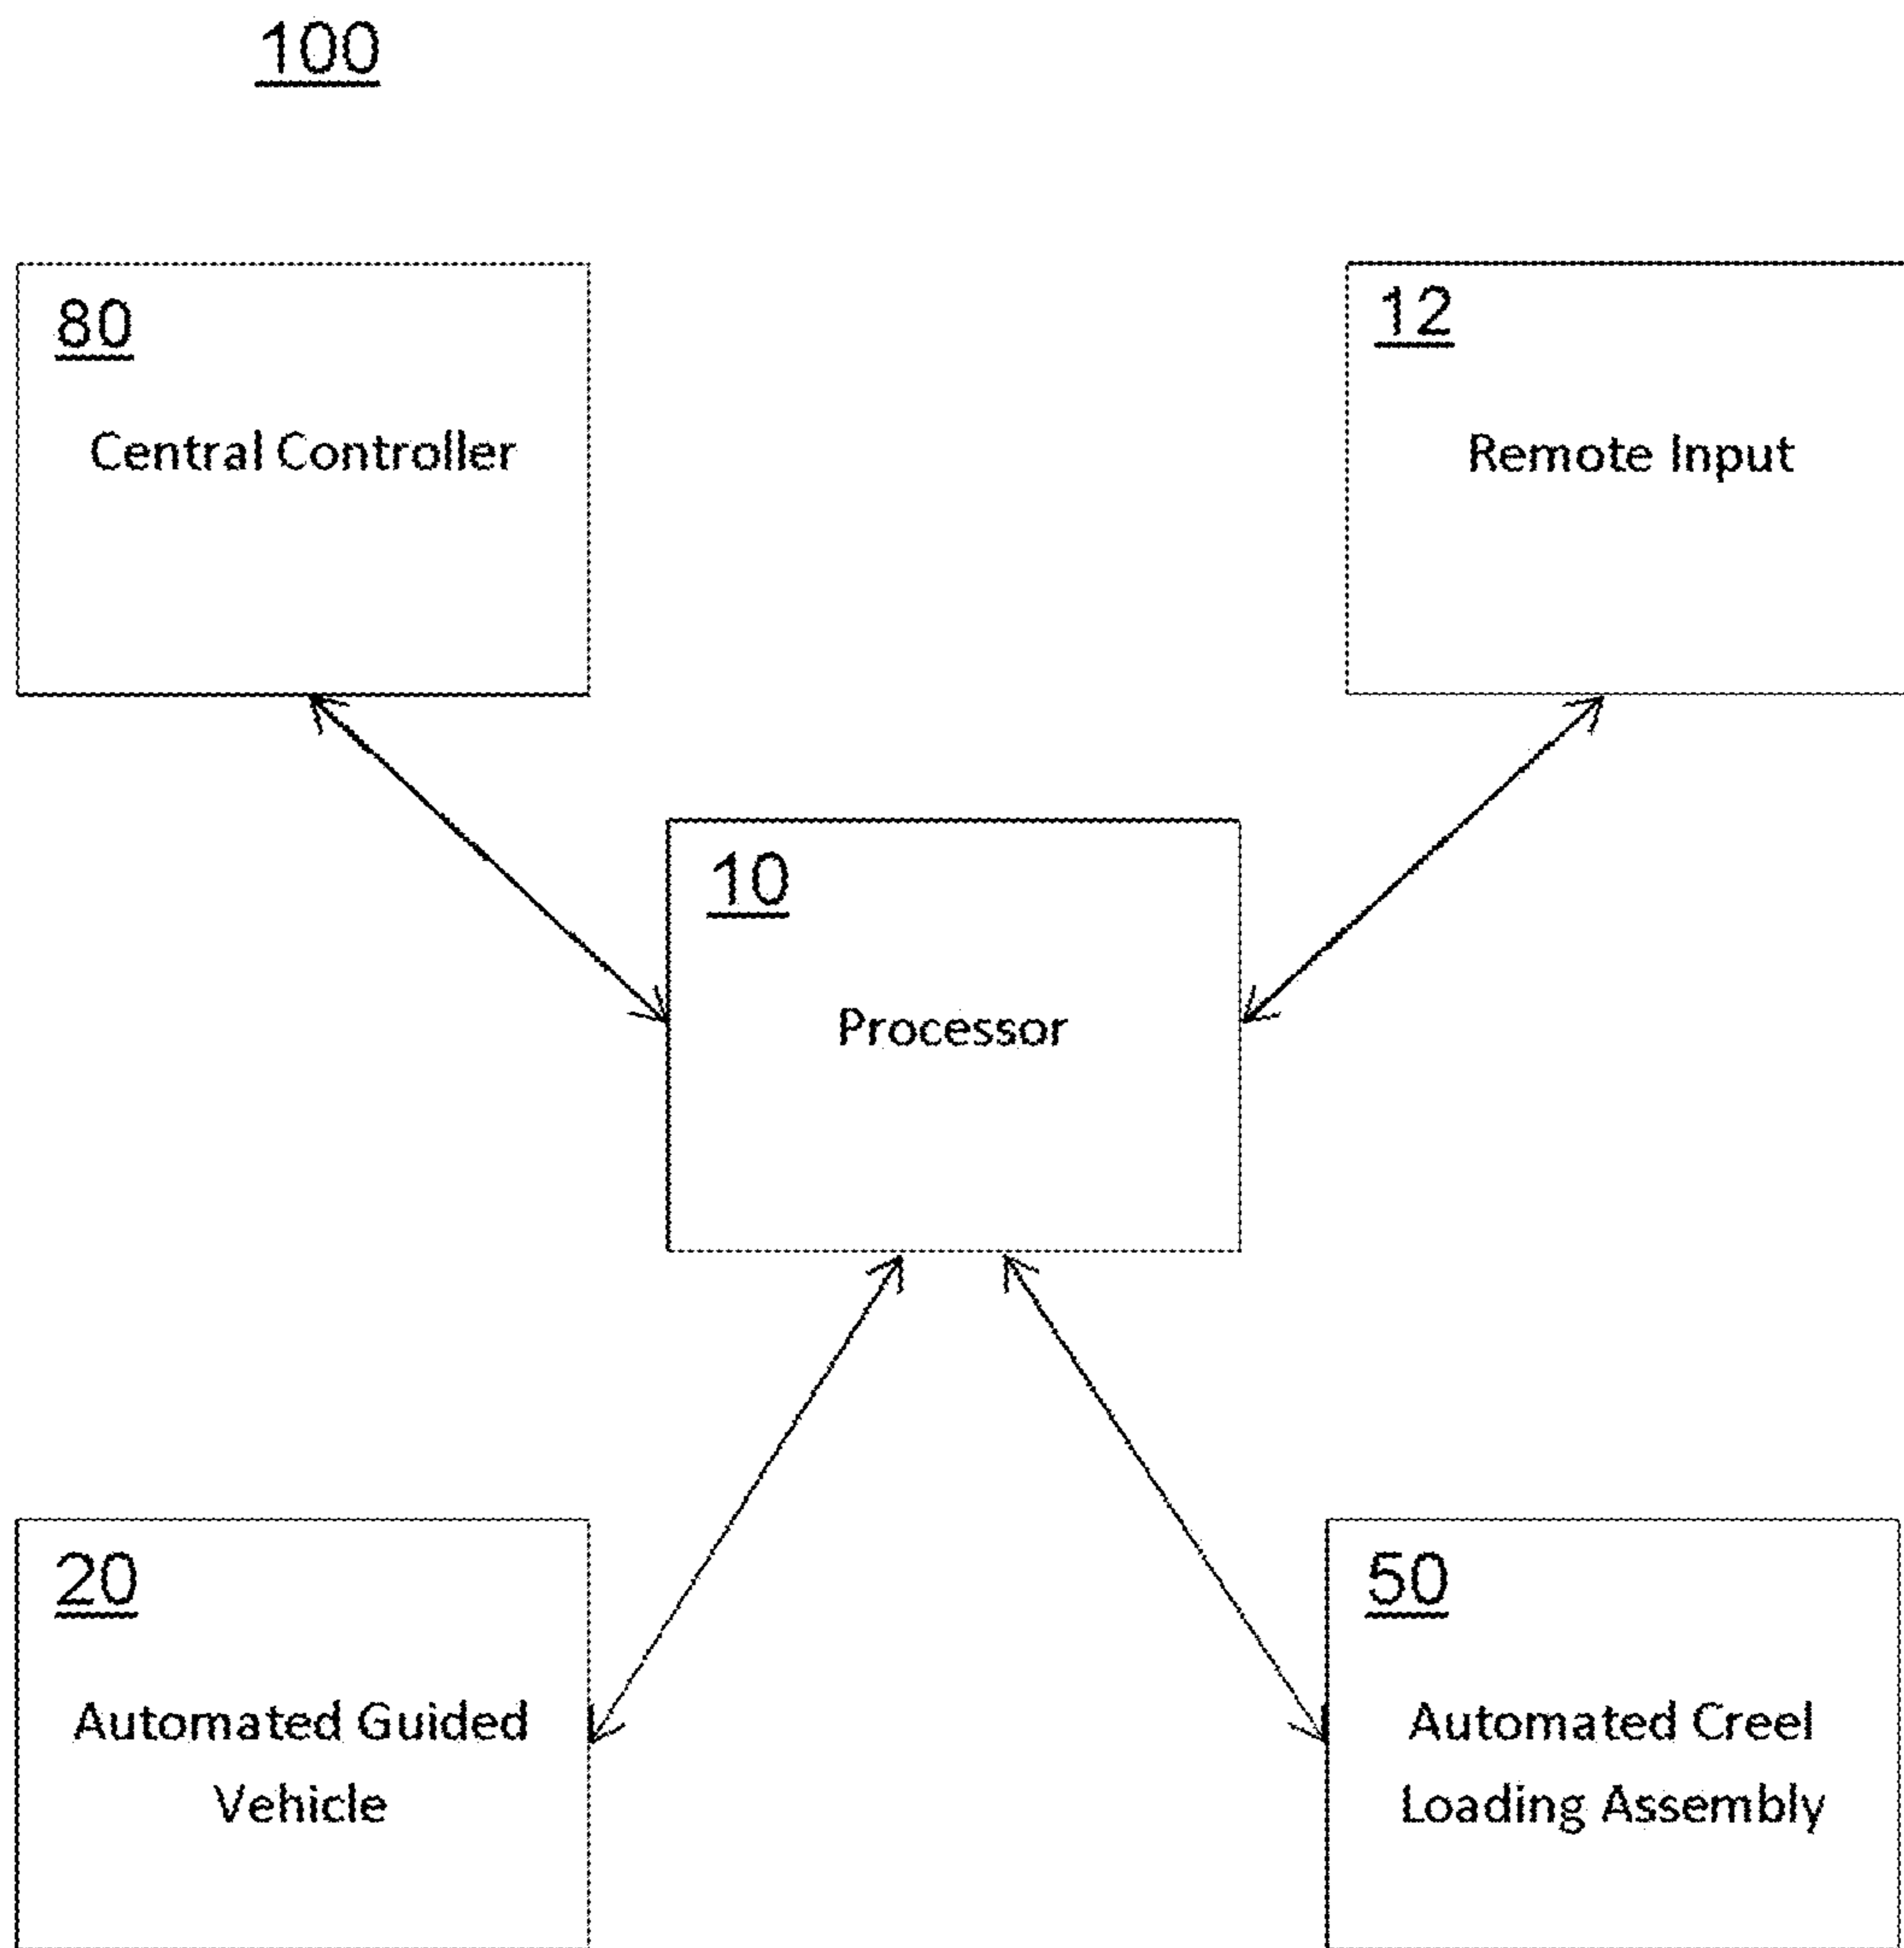 100
80
Central Controller
12
Remote Input
10
Processor
20
Automated Guided
Vehicle
50
Automated Creel
Loading Assembly